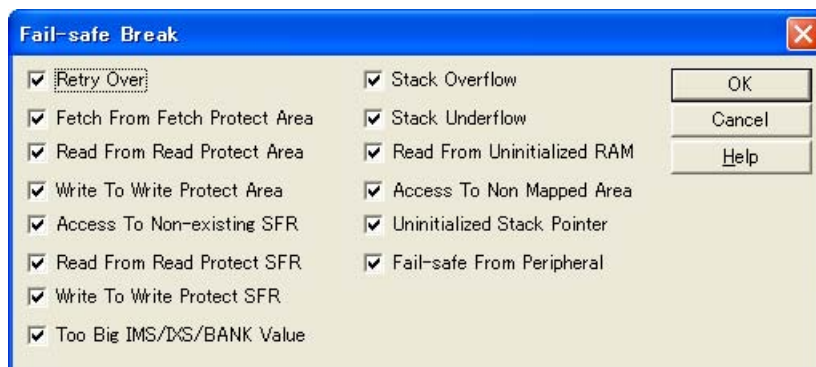 Fail-safe Break
Retry Over
Fetch From Fetch Protect Area
Read From Read Protect Area
Write To Write Protect Area
Access To Non-existing SFR
Read From Read Protect SFR
Write To Write Protect SFR
Too Big IMS/IXS/BANK Value
Stack Overflow
Stack Underflow
Read From Uninitialized RAM
Access To Non Mapped Area
Uninitialized Stack Pointer
Fail-safe From Peripheral
OK
Cancel
Help